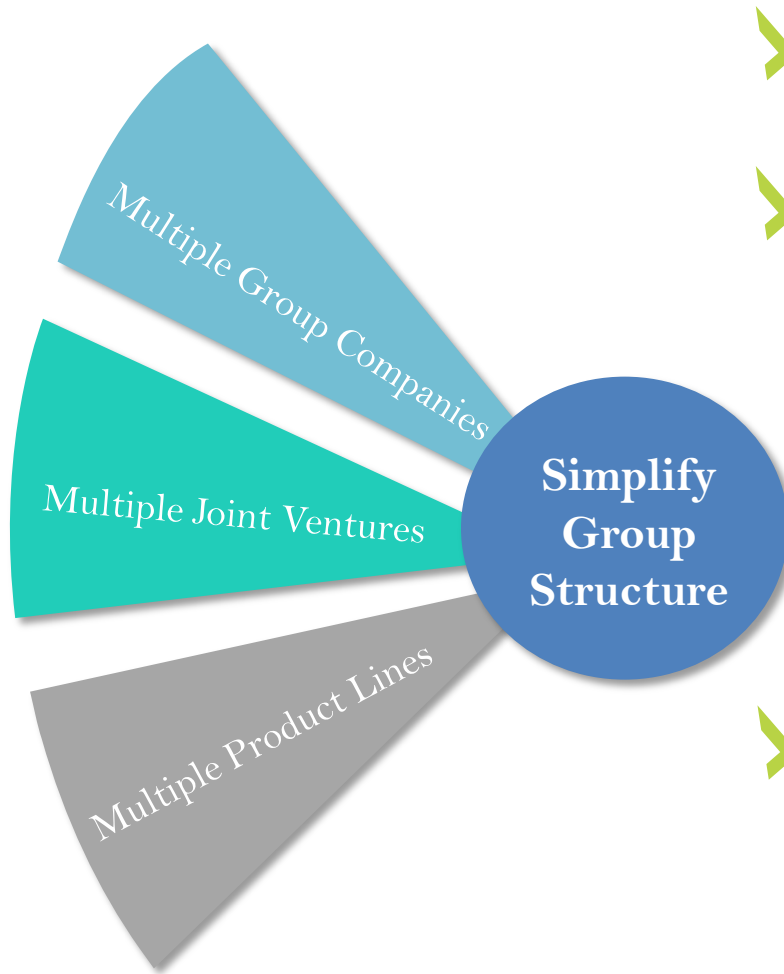 Multiple Group Companies
Multiple Joint Ventures
Simplify
Group
Structure
Multiple Product Lines